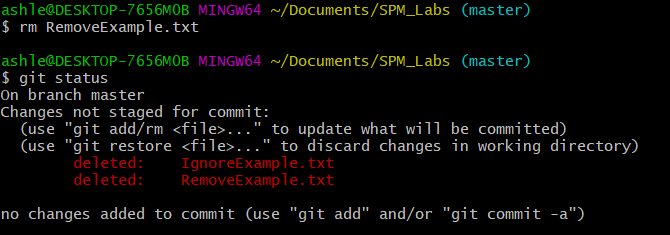 ashle@DESKTOP-7656MOB MINGW64 ~/Documents/SPM_Labs (master)
$ rm RemoveExample.txt
ashle@DESKTOP-7656MOB MINGW64 ~/Documents/SPM_Labs (master)
$ git status
On branch master
Changes not staged for commit:
  (use "git add/rm <file>..." to update what will be committed)
  (use "git restore <file>..." to discard changes in working directory)
        deleted:    IgnoreExample.txt
        deleted:    RemoveExample.txt
no changes added to commit (use "git add" and/or "git commit -a")